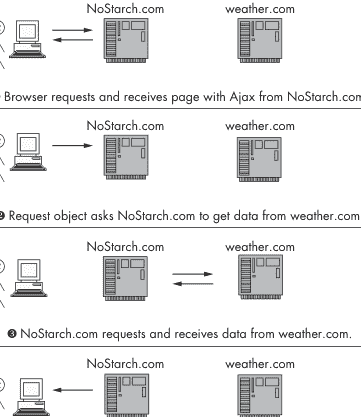 NoStarch.com weather.com
Browser requests and receives page with Ajax from NoStarch.com
NoStarch.com weather.com
❷ Request object asks NoStarch.com to get data from weather.com
NoStarch.com weather.com
❸ NoStarch.com requests and receives data from weather.com.
NoStarch.com weather.com